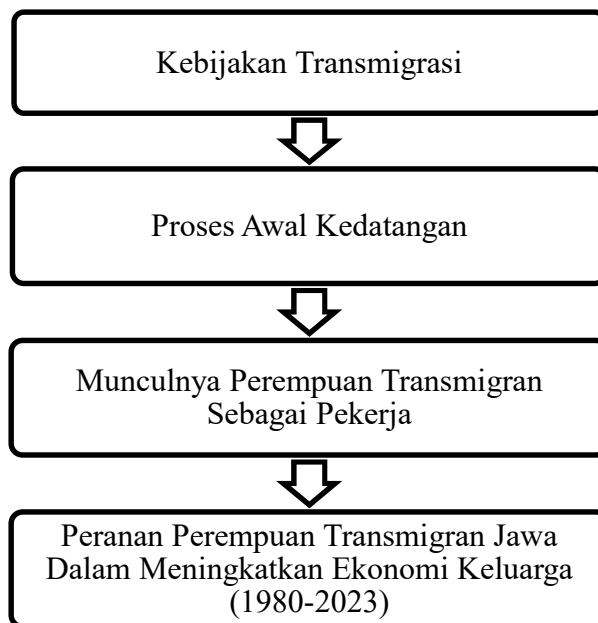 Kebijakan Transmigrasi
Proses Awal Kedatangan
Munculnya Perempuan Transmigran
Sebagai Pekerja
Peranan Perempuan Transmigran Jawa
Dalam Meningkatkan Ekonomi Keluarga
(1980-2023)